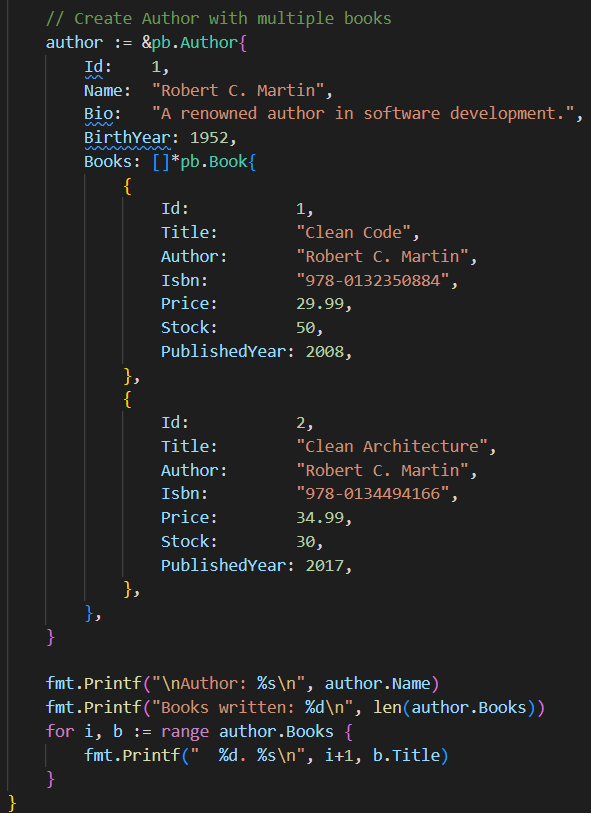 // Create Author with multiple books
author := &pb.Author{
    Id:    1,
    Name:  "Robert C. Martin",
    Bio:   "A renowned author in software development.",
    BirthYear: 1952,
    Books: []*pb.Book{
        {
            Id:            1,
            Title:         "Clean Code",
            Author:        "Robert C. Martin",
            Isbn:          "978-0132350884",
            Price:         29.99,
            Stock:         50,
            PublishedYear: 2008,
        },
        {
            Id:            2,
            Title:         "Clean Architecture",
            Author:        "Robert C. Martin",
            Isbn:          "978-0134494166",
            Price:         34.99,
            Stock:         30,
            PublishedYear: 2017,
        },
    },
}

fmt.Printf("\nAuthor: %s\n", author.Name)
fmt.Printf("Books written: %d\n", len(author.Books))
for i, b := range author.Books {
    fmt.Printf("  %d. %s\n", i+1, b.Title)
}
}